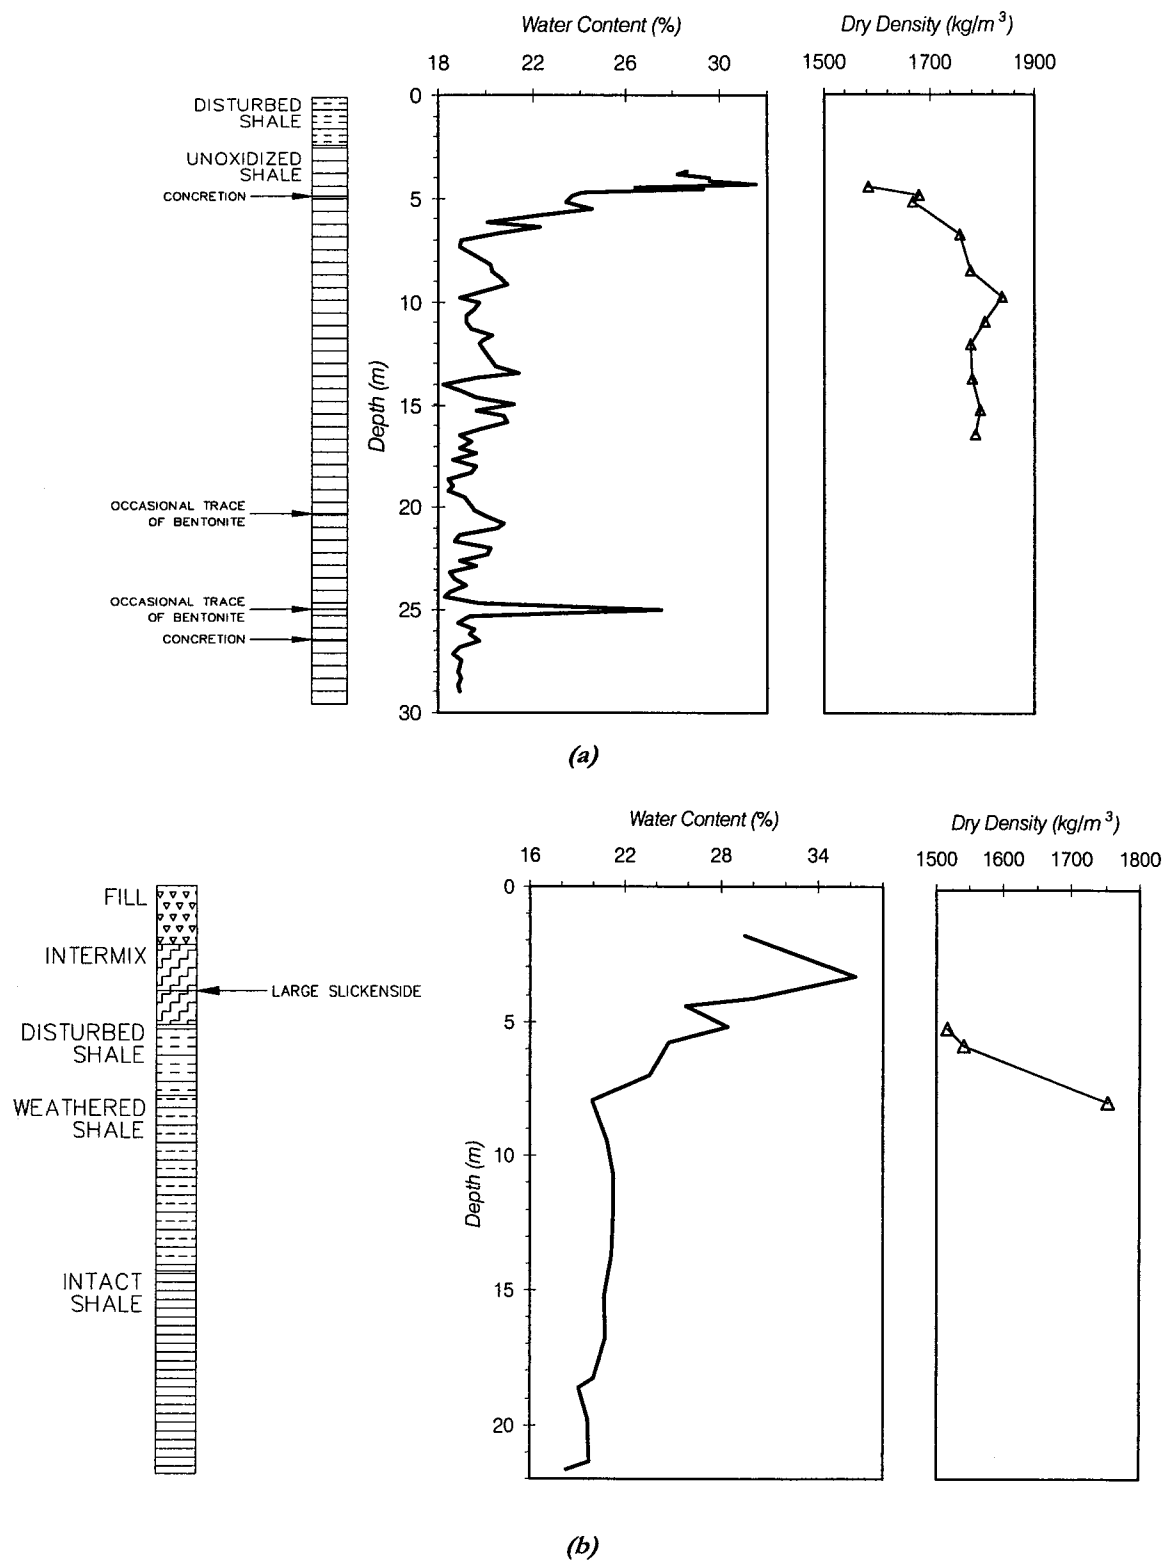 Water Content (%)
Dry Density (kg/m³)
18 22 26 30
1500 1700 1900
DISTURBED
SHALE
UNOXIDIZED
SHALE
CONCRETION
OCCASIONAL TRACE
OF BENTONITE
OCCASIONAL TRACE
OF BENTONITE
CONCRETION
Depth (m)
0
5
10
15
20
25
30
(a)
Water Content (%)
Dry Density (kg/m³)
16 22 28 34
1500 1600 1700 1800
FILL
INTERMIX
LARGE SLICKENSIDE
DISTURBED
SHALE
WEATHERED
SHALE
INTACT
SHALE
Depth (m)
0
5
10
15
20
(b)